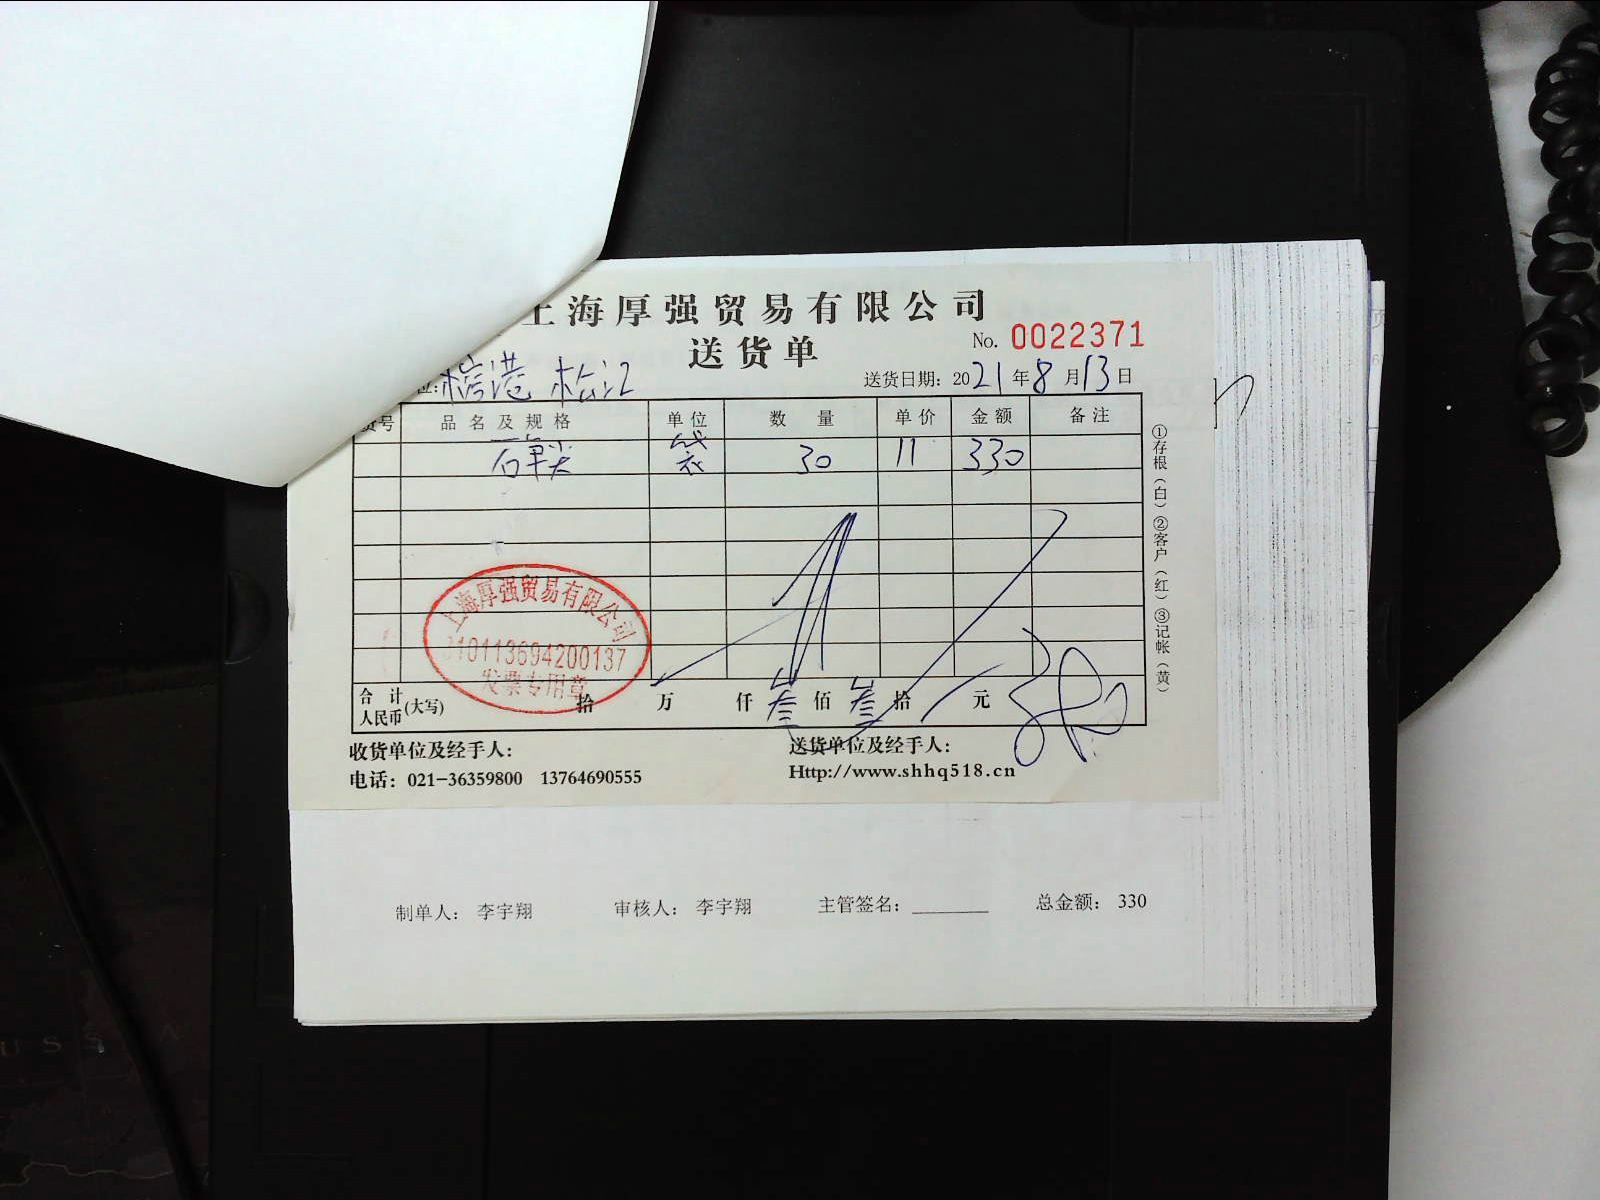 上海厚强贸易有限公司
送货单
No. 0022371
位: 松江
送货日期: 2021年8月13日
货号 品名及规格 单位 数量 单价 金额 备注
袋 30 11 330
①存根(白)②客户(红)③记帐(黄)
上海厚强贸易有限公司
310113694200137
发票专用章
合计人民币(大写) 拾 万 仟 叁佰 叁拾 元
收货单位及经手人:
送货单位及经手人:
电话: 021-36359800 13764690555
Http://www.shhq518.cn
制单人: 李宇翔 审核人: 李宇翔 主管签名: 总金额: 330